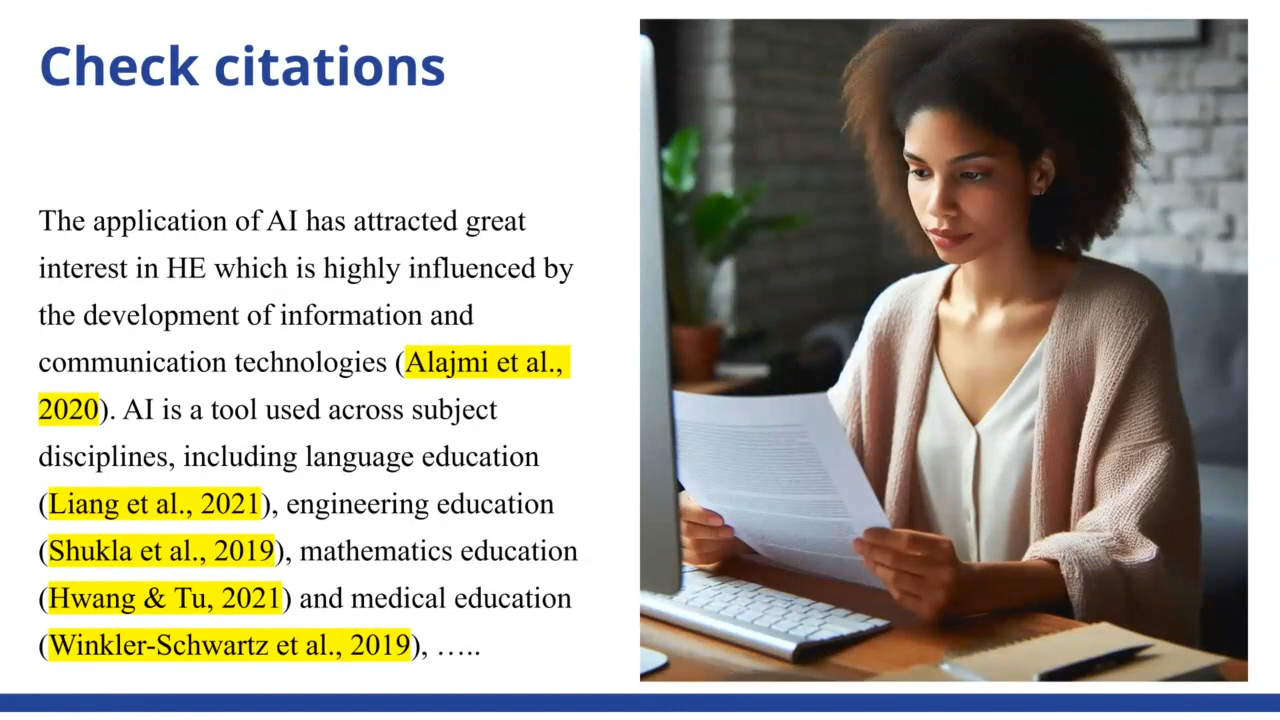 Check citations
The application of AI has attracted great
interest in HE which is highly influenced by
the development of information and
communication technologies (Alajmi et al.,
2020). AI is a tool used across subject
disciplines, including language education
(Liang et al., 2021), engineering education
(Shukla et al., 2019), mathematics education
(Hwang & Tu, 2021) and medical education
(Winkler-Schwartz et al., 2019), …..